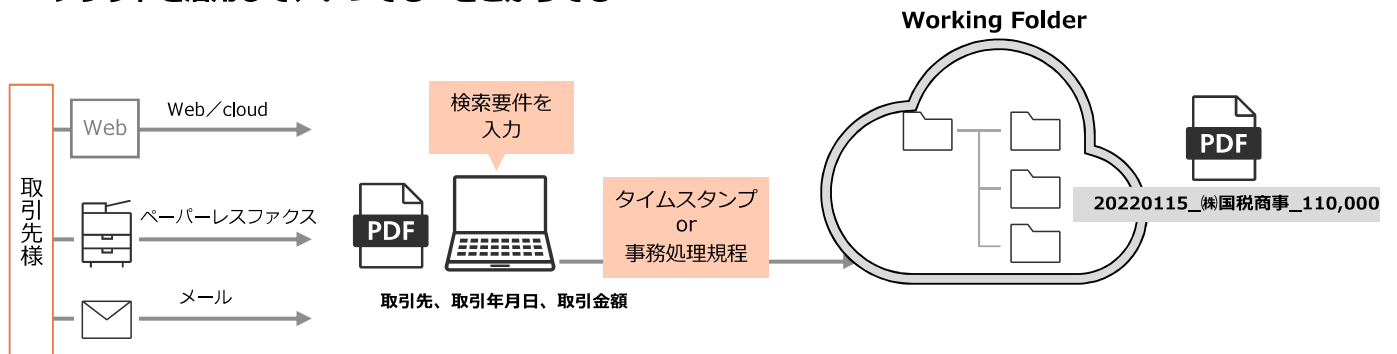 Working Folder
Web
Web／cloud
検索要件を
入力
取引先様
ペーパーレスファクス
PDF
タイムスタンプ
or
事務処理規程
PDF
20220115_㈱国税商事_110,000
メール
取引先、取引年月日、取引金額